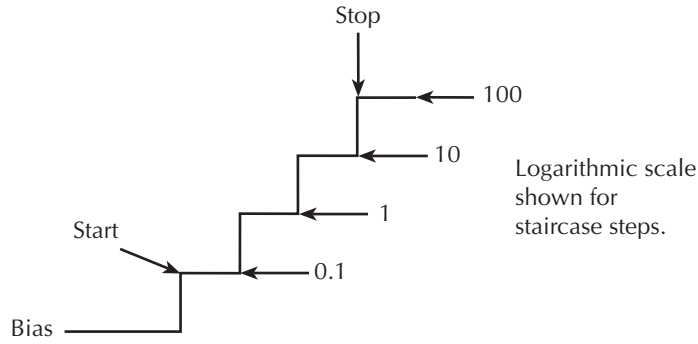 Stop
100
10
Logarithmic scale
shown for
staircase steps.
1
Start
0.1
Bias